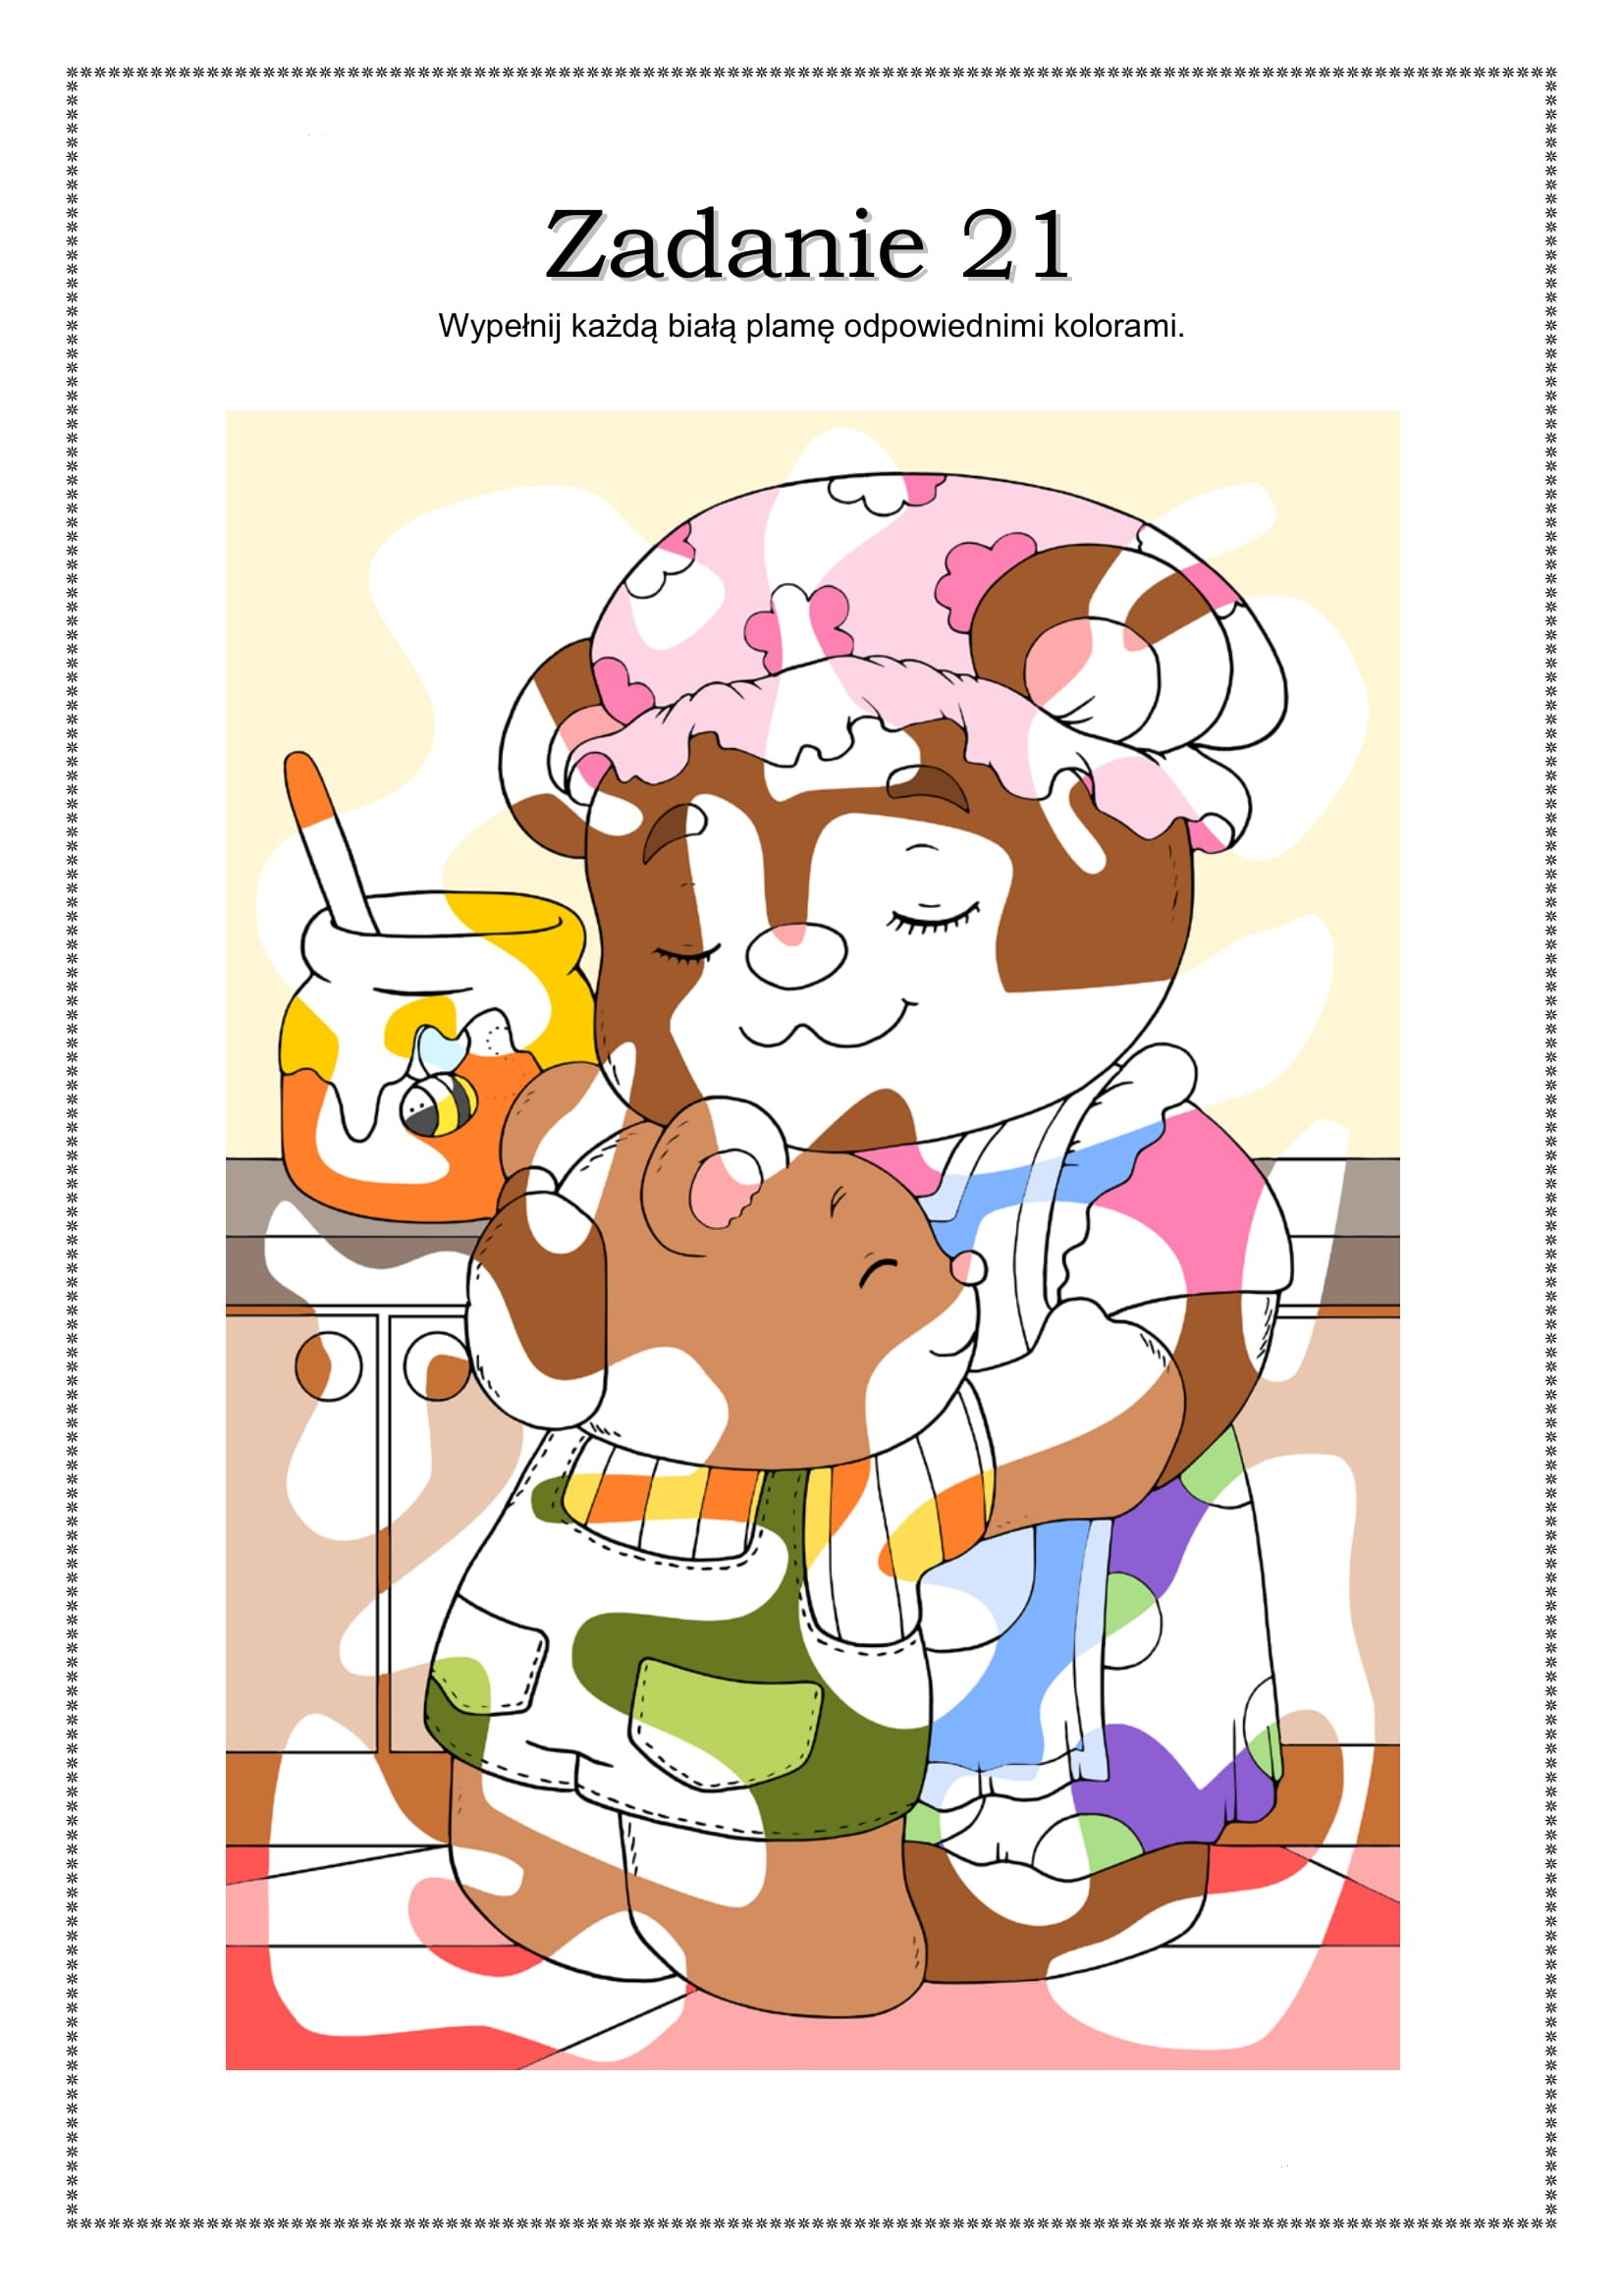 Zadanie 21
Wypełnij każdą białą plamę odpowiednimi kolorami.